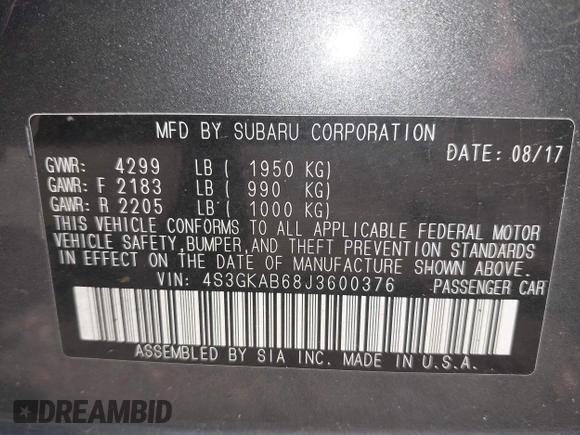 MFD BY SUBARU CORPORATION
DATE: 08/17
GVWR: 4299 LB ( 1950 KG)
GAWR: F 2183 LB ( 990 KG)
GAWR: R 2205 LB ( 1000 KG)
THIS VEHICLE CONFORMS TO ALL APPLICABLE FEDERAL MOTOR
VEHICLE SAFETY, BUMPER, AND THEFT PREVENTION STANDARDS
IN EFFECT ON THE DATE OF MANUFACTURE SHOWN ABOVE.
VIN: 4S3GKAB68J3600376 PASSENGER CAR
ASSEMBLED BY SIA INC. MADE IN U.S.A.
DREAMBID